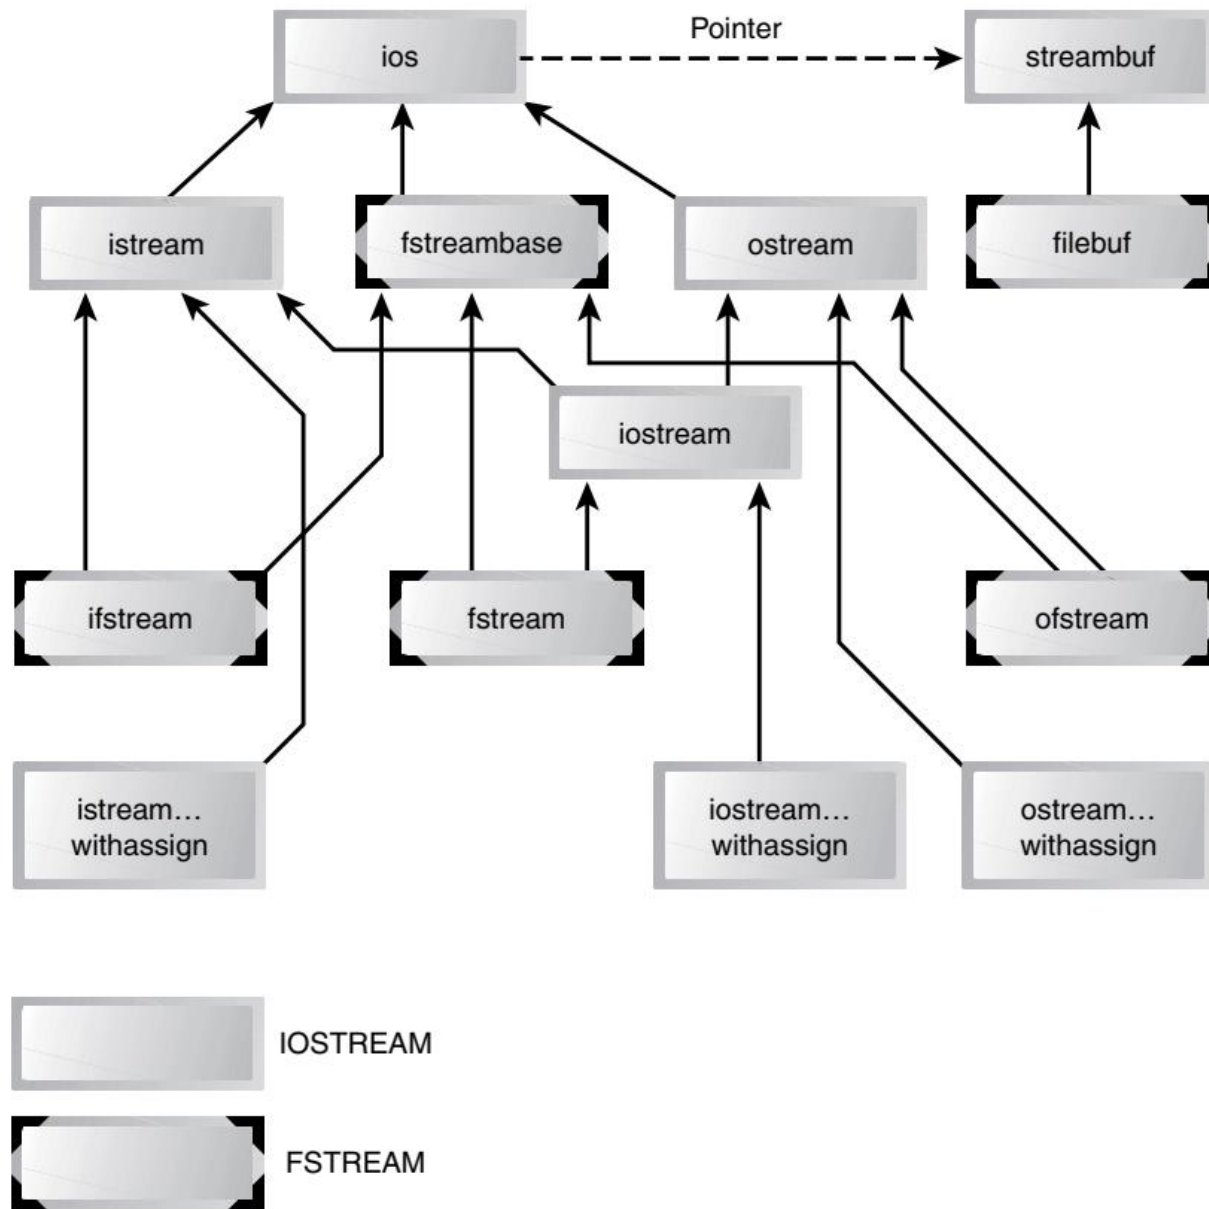 Pointer
ios
streambuf
istream
fstreambase
ostream
filebuf
iostream
ifstream
fstream
ofstream
istream…
withassign
iostream…
withassign
ostream…
withassign
IOSTREAM
FSTREAM